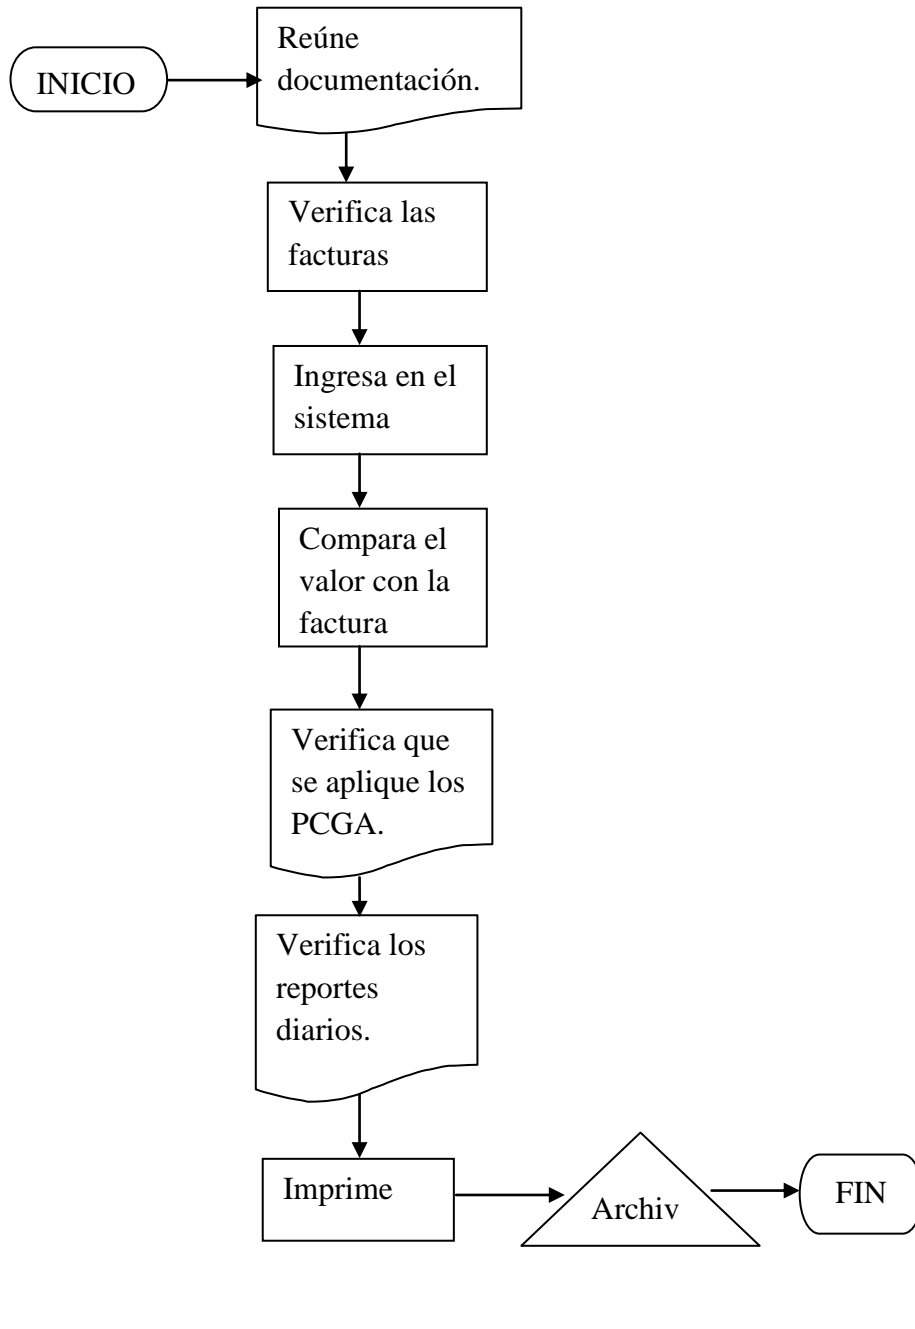 INICIO
Reúne
documentación.
Verifica las
facturas
Ingresa en el
sistema
Compara el
valor con la
factura
Verifica que
se aplique los
PCGA.
Verifica los
reportes
diarios.
Imprime
Archiv
FIN